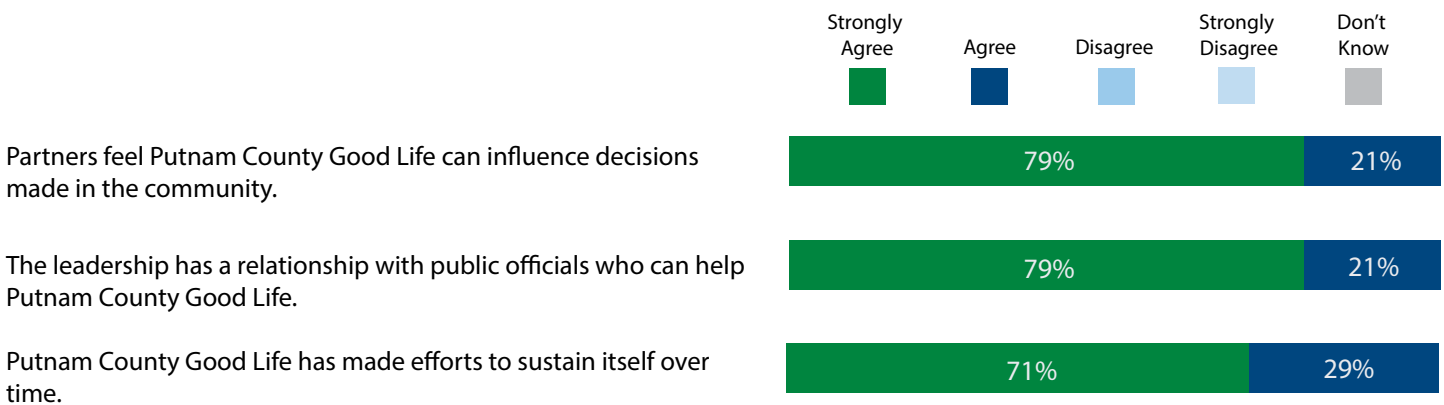 Strongly Agree
Agree
Disagree
Strongly Disagree
Don’t Know
Partners feel Putnam County Good Life can influence decisions
made in the community.
79%
21%
The leadership has a relationship with public officials who can help
Putnam County Good Life.
79%
21%
Putnam County Good Life has made efforts to sustain itself over
time.
71%
29%